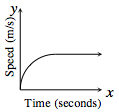 y
Speed (m/s)
x
Time (seconds)